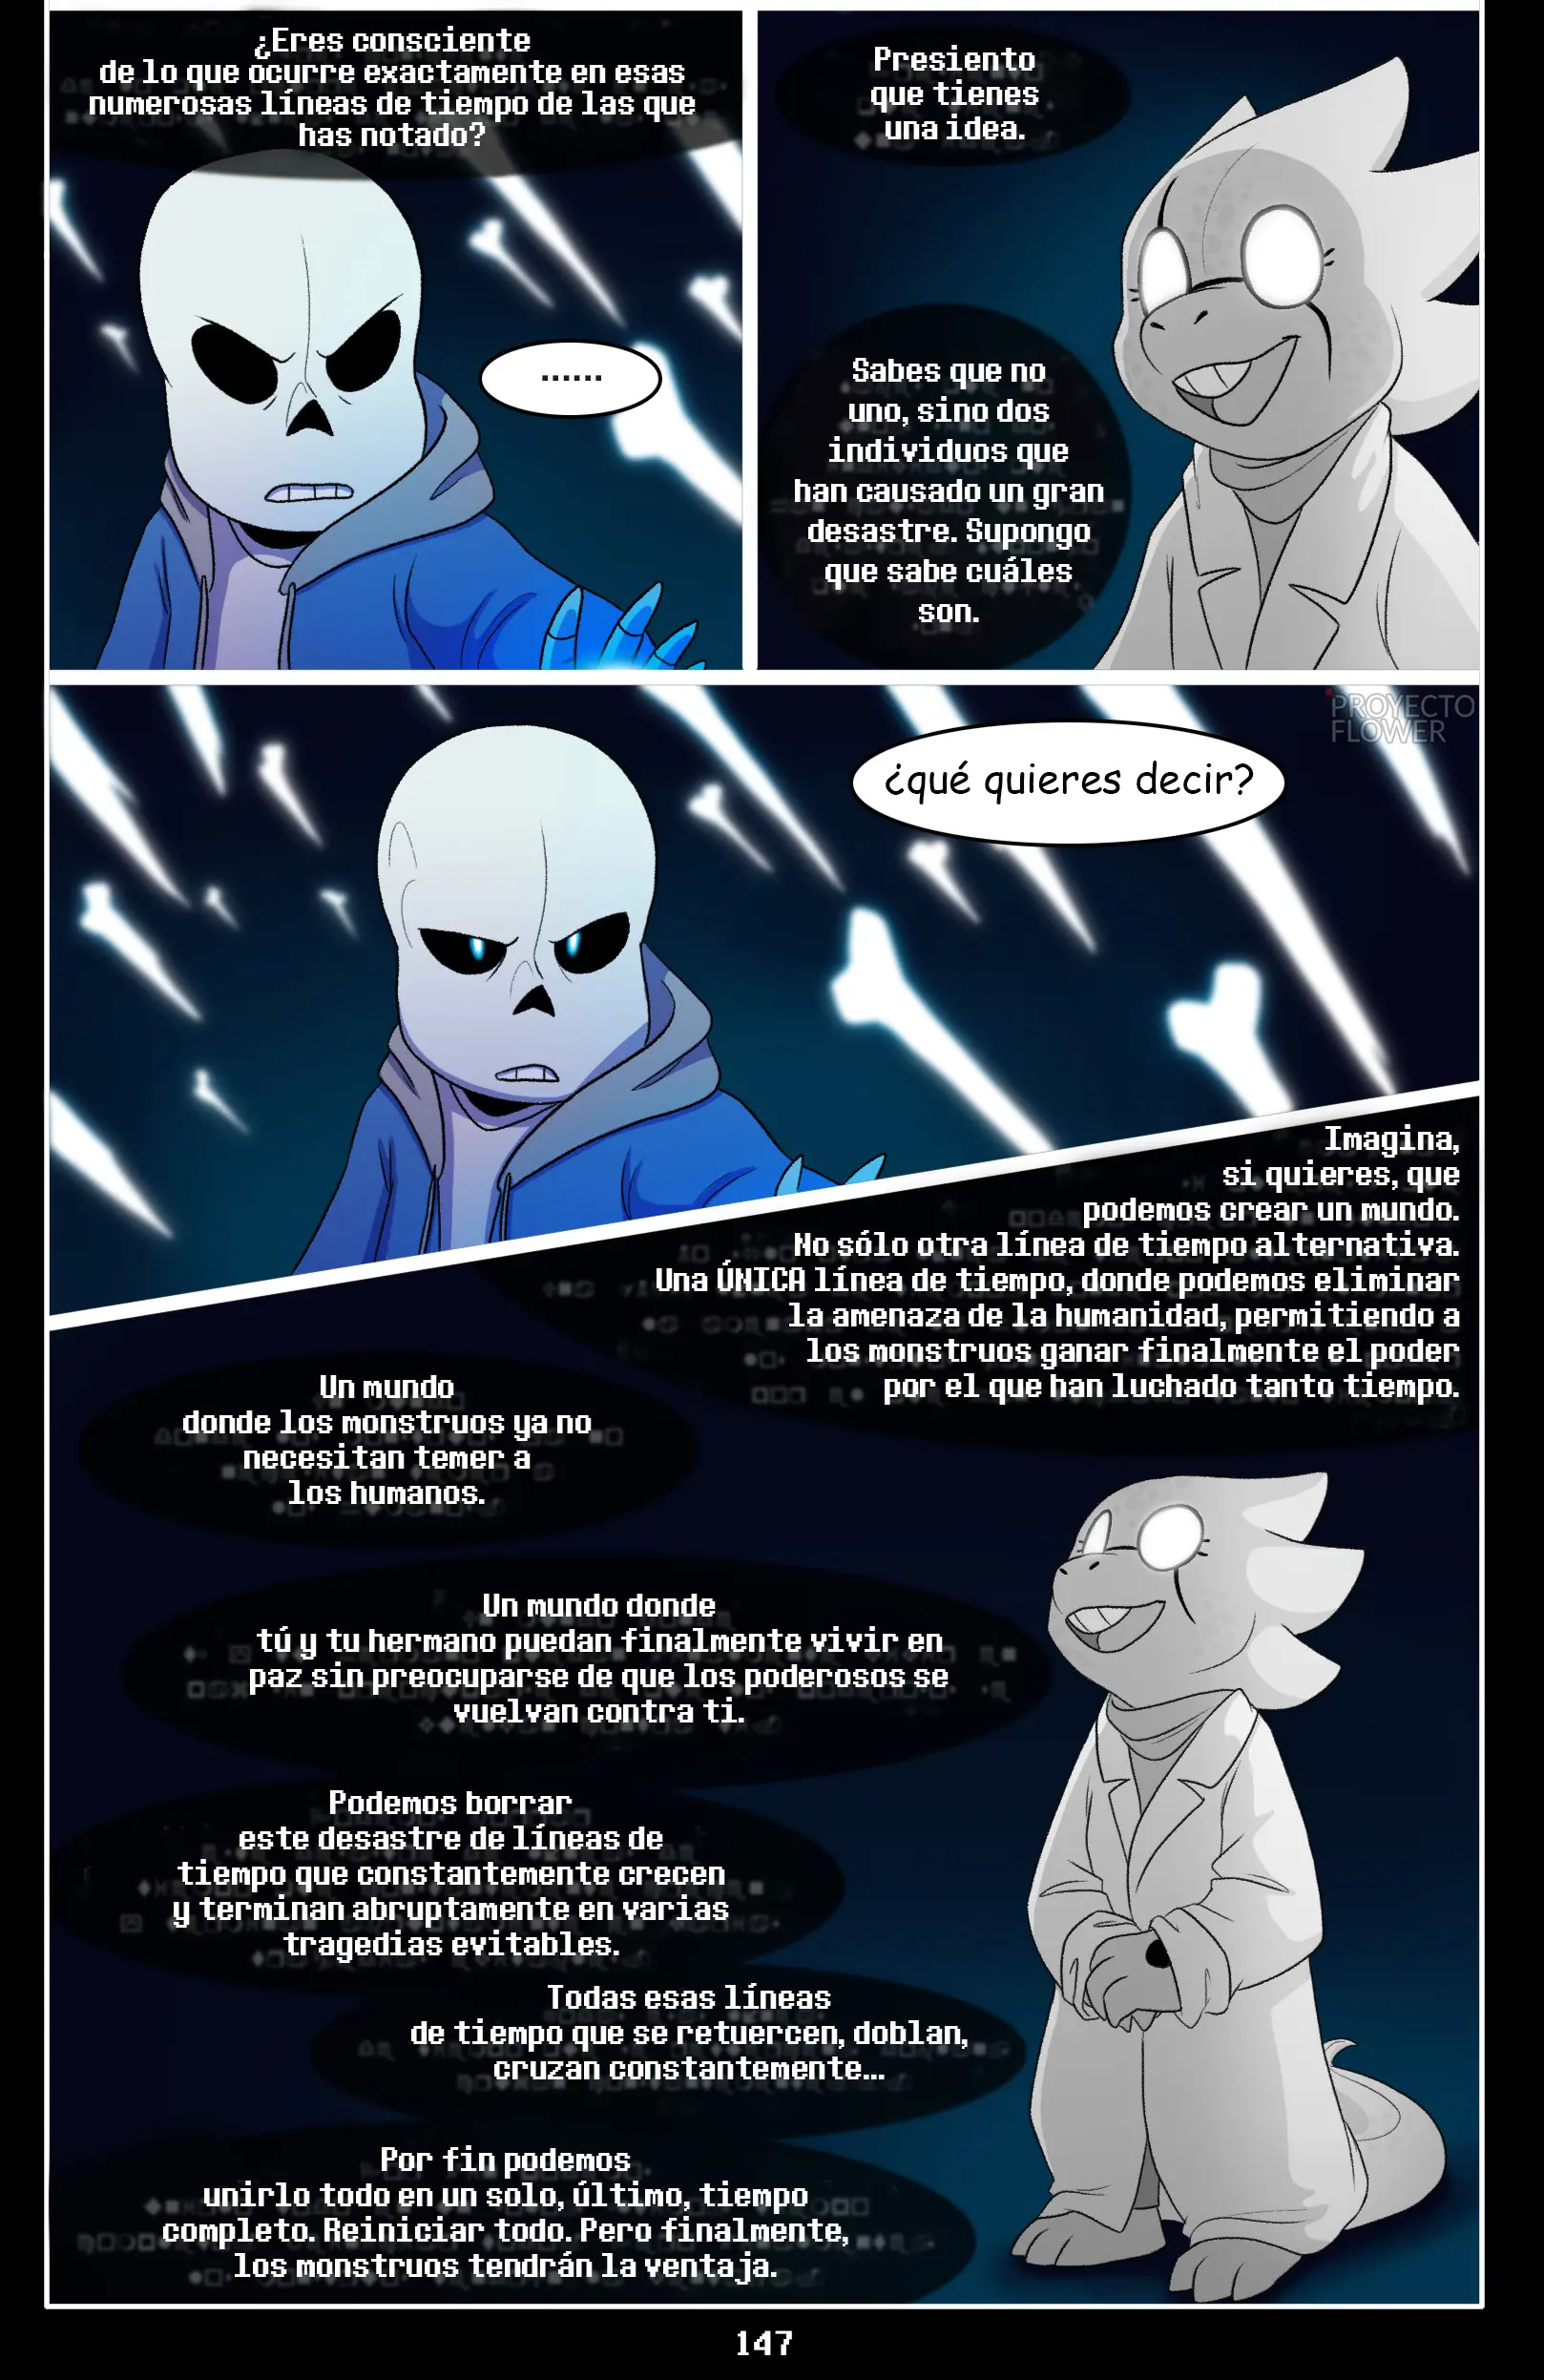 ¿Eres consciente
de lo que ocurre exactamente en esas
numerosas líneas de tiempo de las que
has notado?
......
Presiento
que tienes
una idea.
Sabes que no
uno, sino dos
individuos que
han causado un gran
desastre. Supongo
que sabe cuáles
son.
PROYECTO
FLOWER
¿qué quieres decir?
Imagina,
si quieres, que
podemos crear un mundo.
No sólo otra línea de tiempo alternativa.
Una ÚNICA línea de tiempo, donde podemos eliminar
la amenaza de la humanidad, permitiendo a
los monstruos ganar finalmente el poder
por el que han luchado tanto tiempo.
Un mundo
donde los monstruos ya no
necesitan temer a
los humanos.
Un mundo donde
tú y tu hermano puedan finalmente vivir en
paz sin preocuparse de que los poderosos se
vuelvan contra ti.
Podemos borrar
este desastre de líneas de
tiempo que constantemente crecen
y terminan abruptamente en varias
tragedias evitables.
Todas esas líneas
de tiempo que se retuercen, doblan,
cruzan constantemente...
Por fin podemos
unirlo todo en un solo, último, tiempo
completo. Reiniciar todo. Pero finalmente,
los monstruos tendrán la ventaja.
147